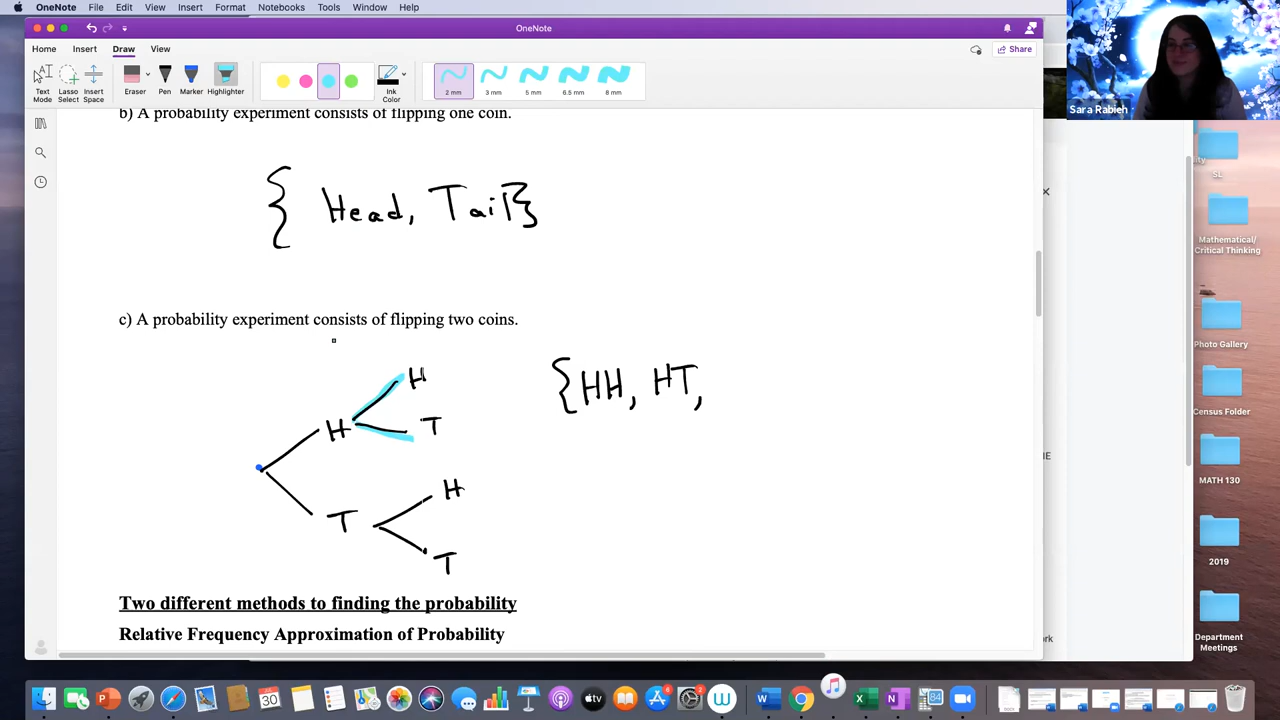 OneNote File Edit View Insert Format Notebooks Tools Window Help
OneNote
Home Insert Draw View
Share
Text Mode
Lasso Select
Insert Space
Eraser
Pen
Marker
Highlighter
Ink Color
2 mm
3 mm
5 mm
6.5 mm
8 mm
Sara Rabieh
b) A probability experiment consists of flipping one coin.
{ Head, Tail}
c) A probability experiment consists of flipping two coins.
H
H T
H
T
T
{HH, HT,
Two different methods to finding the probability
Relative Frequency Approximation of Probability
SL
Mathematical/
Critical Thinking
Photo Gallery
Census Folder
MATH 130
2019
Department
Meetings
30
84